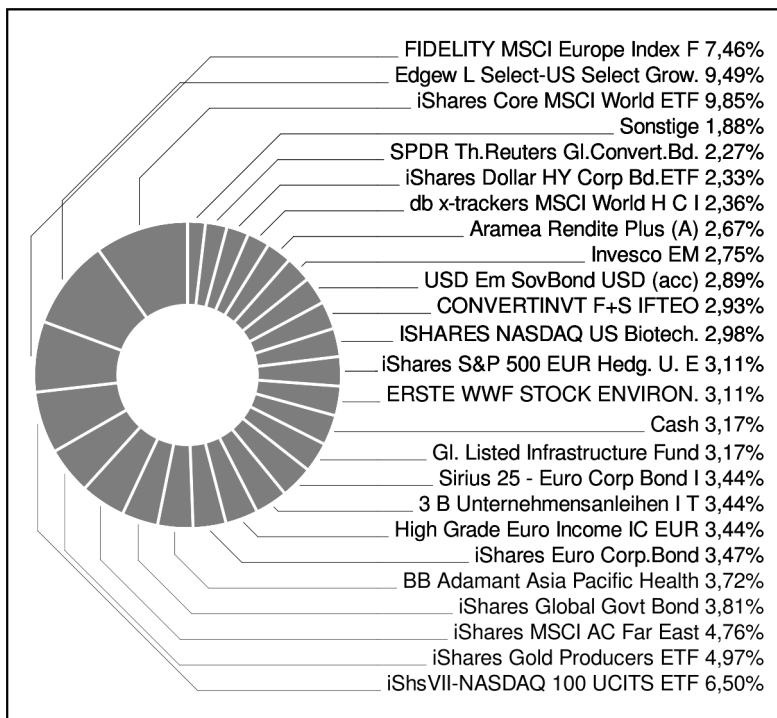 FIDELITY MSCI Europe Index F 7,46%
Edgew L Select-US Select Grow. 9,49%
iShares Core MSCI World ETF 9,85%
Sonstige 1,88%
SPDR Th.Reuters Gl.Convert.Bd. 2,27%
iShares Dollar HY Corp Bd.ETF 2,33%
db x-trackers MSCI World H C I 2,36%
Aramea Rendite Plus (A) 2,67%
Invesco EM 2,75%
USD Em SovBond USD (acc) 2,89%
CONVERTINVT F+S IFTEO 2,93%
ISHARES NASDAQ US Biotech. 2,98%
iShares S&P 500 EUR Hedg. U. E 3,11%
ERSTE WWF STOCK ENVIRON. 3,11%
Cash 3,17%
Gl. Listed Infrastructure Fund 3,17%
Sirius 25 - Euro Corp Bond I 3,44%
3 B Unternehmensanleihen I T 3,44%
High Grade Euro Income IC EUR 3,44%
iShares Euro Corp.Bond 3,47%
BB Adamant Asia Pacific Health 3,72%
iShares Global Govt Bond 3,81%
iShares MSCI AC Far East 4,76%
iShares Gold Producers ETF 4,97%
iShsVII-NASDAQ 100 UCITS ETF 6,50%